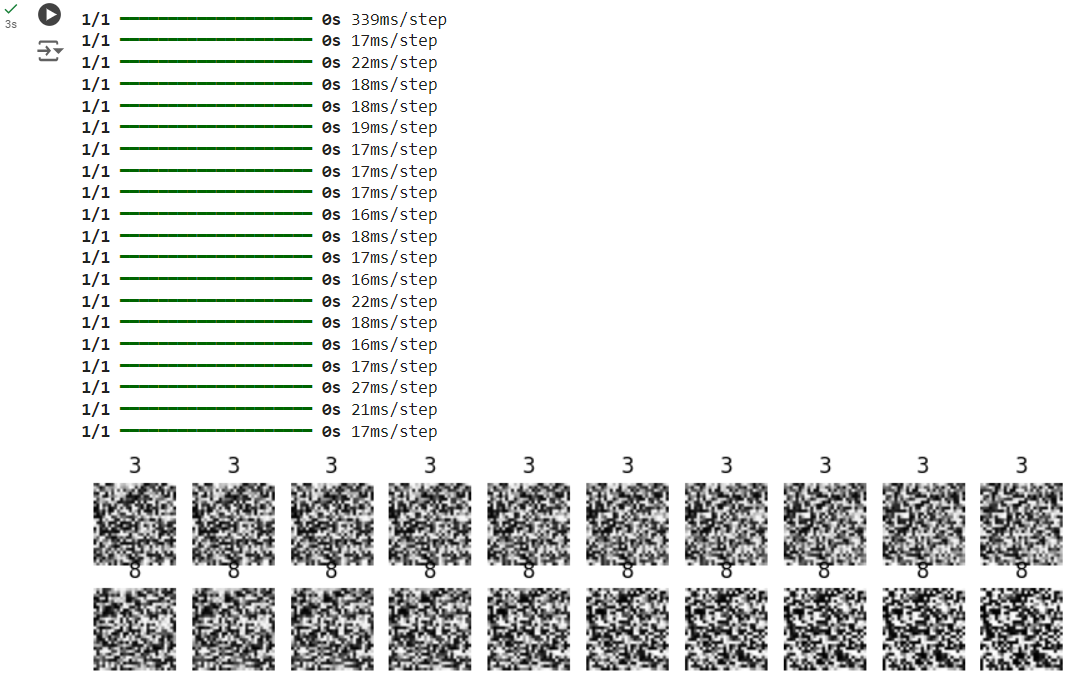 1/1 ━━━━━━━━━━━━━━━━━━━━ 0s 339ms/step
3s
1/1 ━━━━━━━━━━━━━━━━━━━━ 0s 17ms/step
1/1 ━━━━━━━━━━━━━━━━━━━━ 0s 22ms/step
1/1 ━━━━━━━━━━━━━━━━━━━━ 0s 18ms/step
1/1 ━━━━━━━━━━━━━━━━━━━━ 0s 18ms/step
1/1 ━━━━━━━━━━━━━━━━━━━━ 0s 19ms/step
1/1 ━━━━━━━━━━━━━━━━━━━━ 0s 17ms/step
1/1 ━━━━━━━━━━━━━━━━━━━━ 0s 17ms/step
1/1 ━━━━━━━━━━━━━━━━━━━━ 0s 17ms/step
1/1 ━━━━━━━━━━━━━━━━━━━━ 0s 16ms/step
1/1 ━━━━━━━━━━━━━━━━━━━━ 0s 18ms/step
1/1 ━━━━━━━━━━━━━━━━━━━━ 0s 17ms/step
1/1 ━━━━━━━━━━━━━━━━━━━━ 0s 16ms/step
1/1 ━━━━━━━━━━━━━━━━━━━━ 0s 22ms/step
1/1 ━━━━━━━━━━━━━━━━━━━━ 0s 18ms/step
1/1 ━━━━━━━━━━━━━━━━━━━━ 0s 16ms/step
1/1 ━━━━━━━━━━━━━━━━━━━━ 0s 17ms/step
1/1 ━━━━━━━━━━━━━━━━━━━━ 0s 27ms/step
1/1 ━━━━━━━━━━━━━━━━━━━━ 0s 21ms/step
1/1 ━━━━━━━━━━━━━━━━━━━━ 0s 17ms/step
3 3 3 3 3 3 3 3 3 3
8 8 8 8 8 8 8 8 8 8